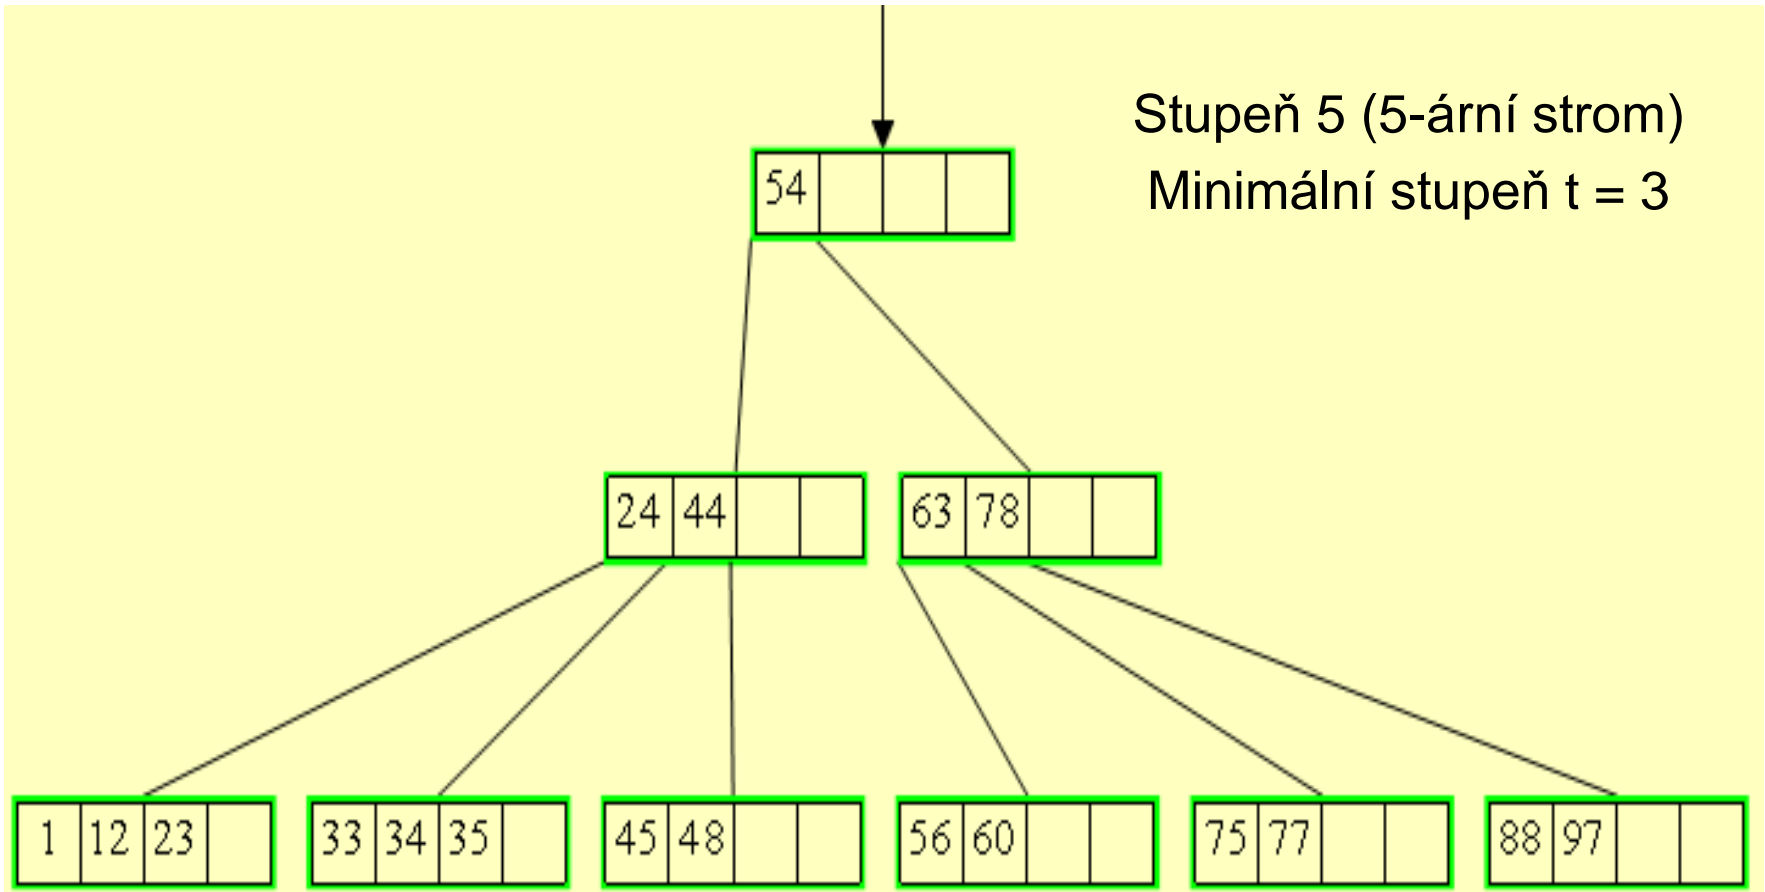 Stupeň 5 (5-ární strom)
Minimální stupeň t = 3
54
24 44
63 78
1 12 23
33 34 35
45 48
56 60
75 77
88 97